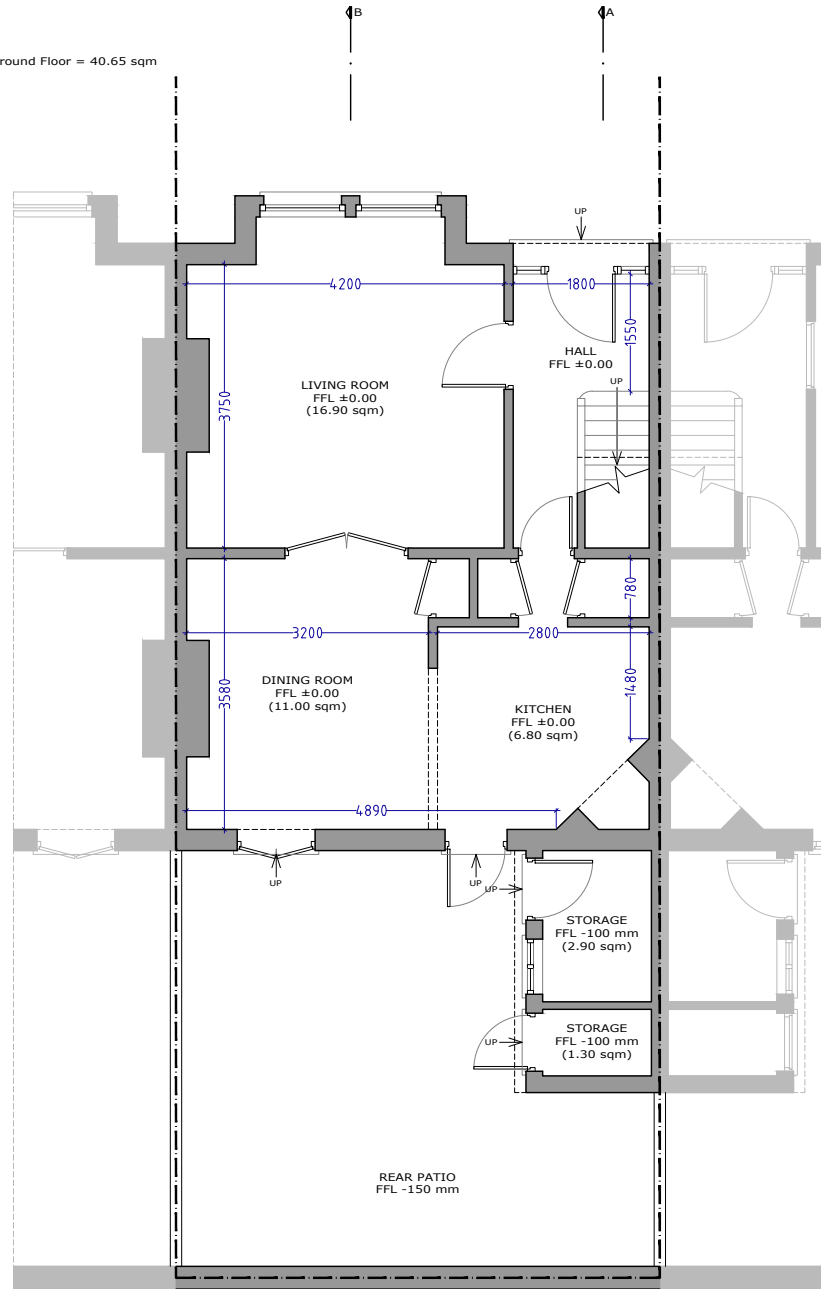 B
A
round Floor = 40.65 sqm
UP
4200
1800
1550
HALL
FFL ±0.00
UP
LIVING ROOM
FFL ±0.00
(16.90 sqm)
3750
780
3200
2800
DINING ROOM
FFL ±0.00
(11.00 sqm)
3580
1480
KITCHEN
FFL ±0.00
(6.80 sqm)
4890
UP
UP
UP
STORAGE
FFL -100 mm
(2.90 sqm)
STORAGE
FFL -100 mm
(1.30 sqm)
UP
REAR PATIO
FFL -150 mm